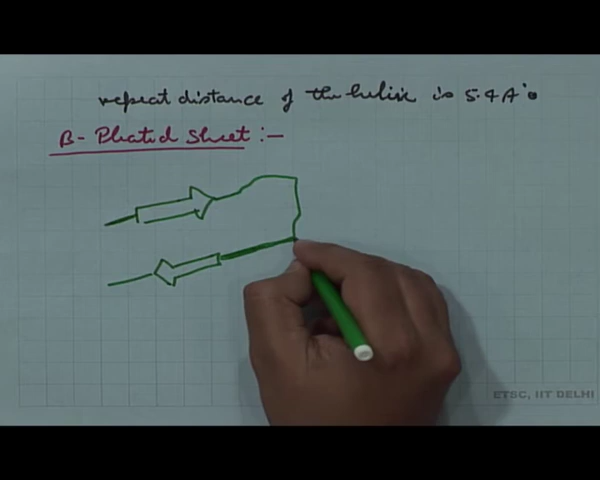 repeat distance of the helix is 5.4 A°
B- Pleated Sheet :-
ETSC, IIT DELHI